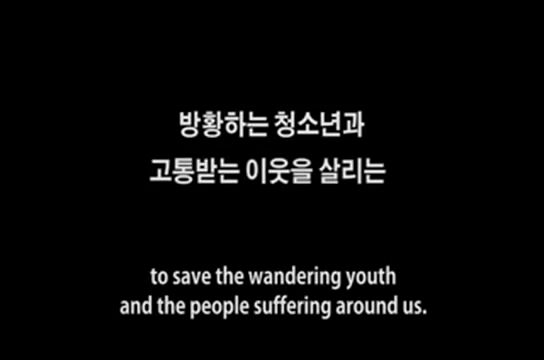 방황하는 청소년과
고통받는 이웃을 살리는
to save the wandering youth
and the people suffering around us.